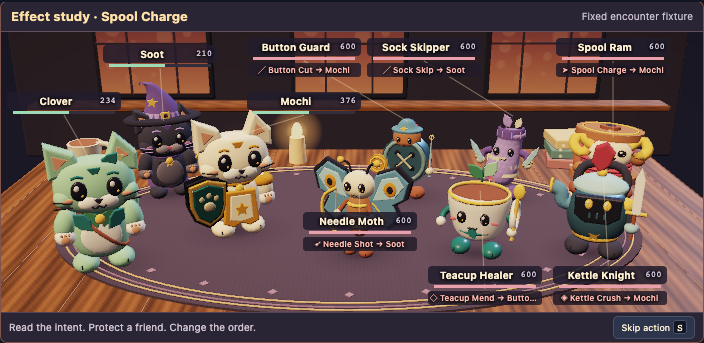 Effect study · Spool Charge
Fixed encounter fixture
Soot 210
Button Guard 600
Button Cut → Mochi
Sock Skipper 600
Sock Skip → Soot
Spool Ram 600
Spool Charge → Mochi
Clover 234
Mochi 376
Needle Moth 600
Needle Shot → Soot
Teacup Healer 600
Teacup Mend → Butto...
Kettle Knight 600
Kettle Crush → Mochi
Read the intent. Protect a friend. Change the order.
Skip action S